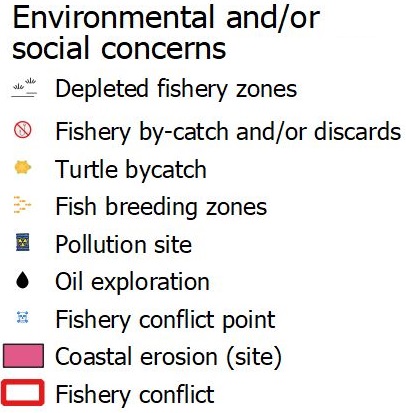 Environmental and/or
social concerns
Depleted fishery zones
Fishery by-catch and/or discards
Turtle bycatch
Fish breeding zones
Pollution site
Oil exploration
Fishery conflict point
Coastal erosion (site)
Fishery conflict